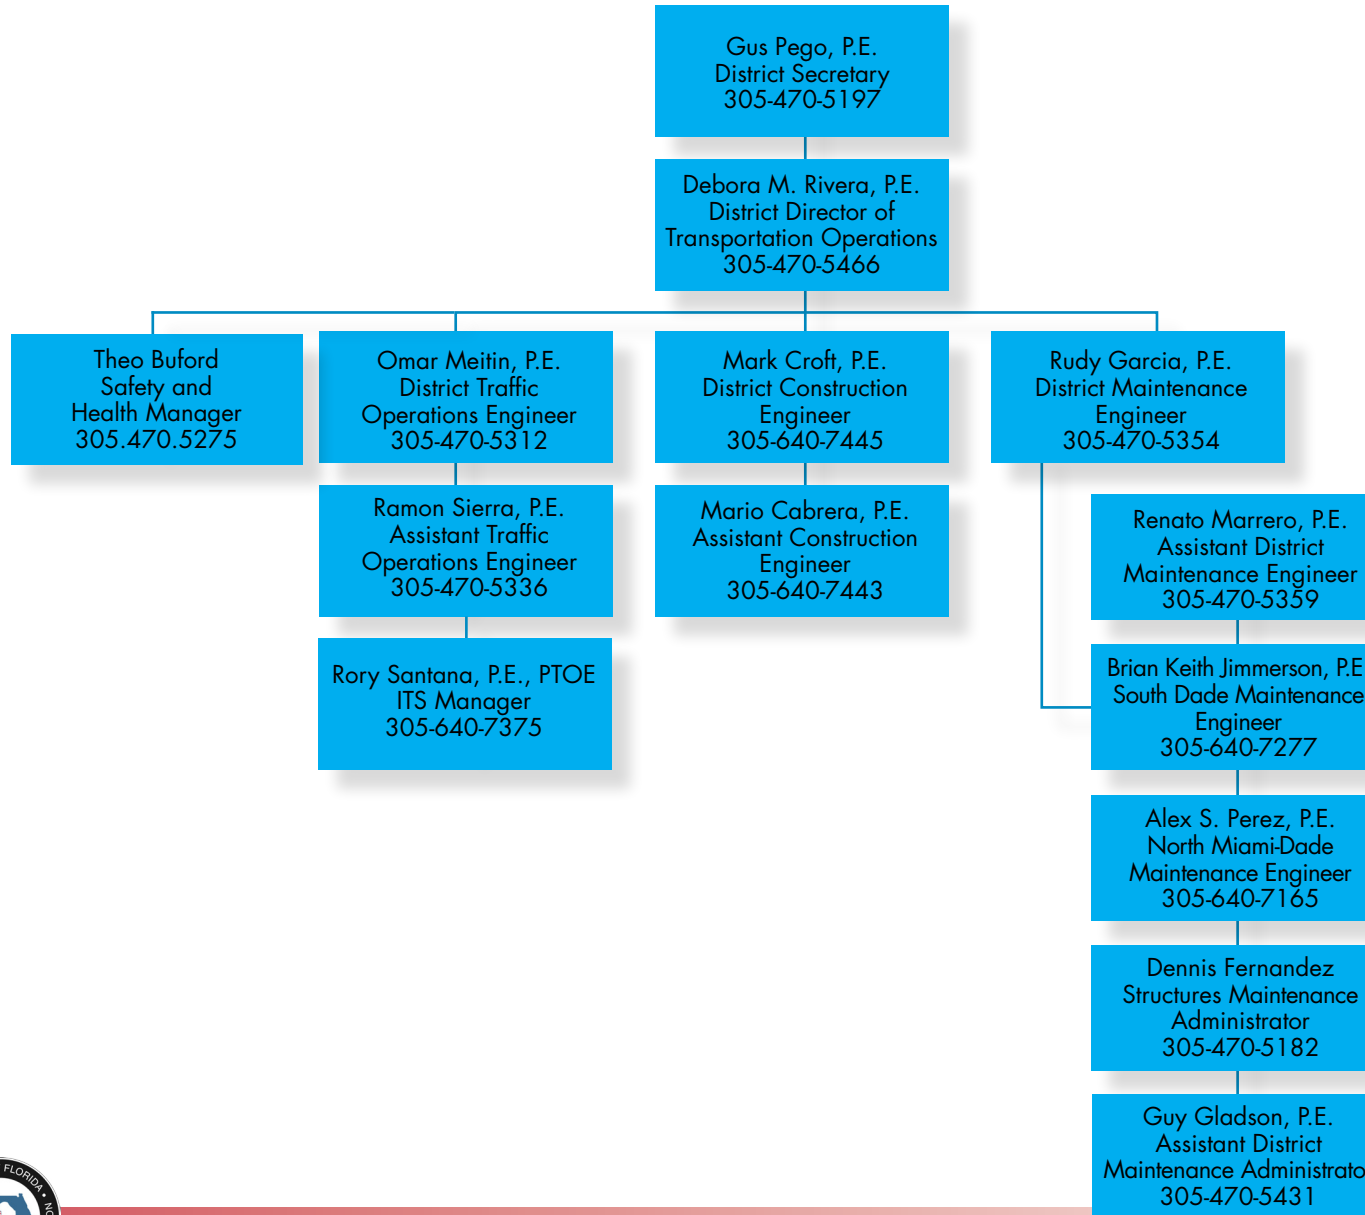 Gus Pego, P.E.
District Secretary
305-470-5197
Debora M. Rivera, P.E.
District Director of
Transportation Operations
305-470-5466
Theo Buford
Safety and
Health Manager
305.470.5275
Omar Meitin, P.E.
District Traffic
Operations Engineer
305-470-5312
Mark Croft, P.E.
District Construction
Engineer
305-640-7445
Rudy Garcia, P.E.
District Maintenance
Engineer
305-470-5354
Ramon Sierra, P.E.
Assistant Traffic
Operations Engineer
305-470-5336
Mario Cabrera, P.E.
Assistant Construction
Engineer
305-640-7443
Rory Santana, P.E., PTOE
ITS Manager
305-640-7375
Renato Marrero, P.E.
Assistant District
Maintenance Engineer
305-470-5359
Brian Keith Jimmerson, P.E
South Dade Maintenance
Engineer
305-640-7277
Alex S. Perez, P.E.
North Miami-Dade
Maintenance Engineer
305-640-7165
Dennis Fernandez
Structures Maintenance
Administrator
305-470-5182
Guy Gladson, P.E.
Assistant District
Maintenance Administrato
305-470-5431
FLORIDA •